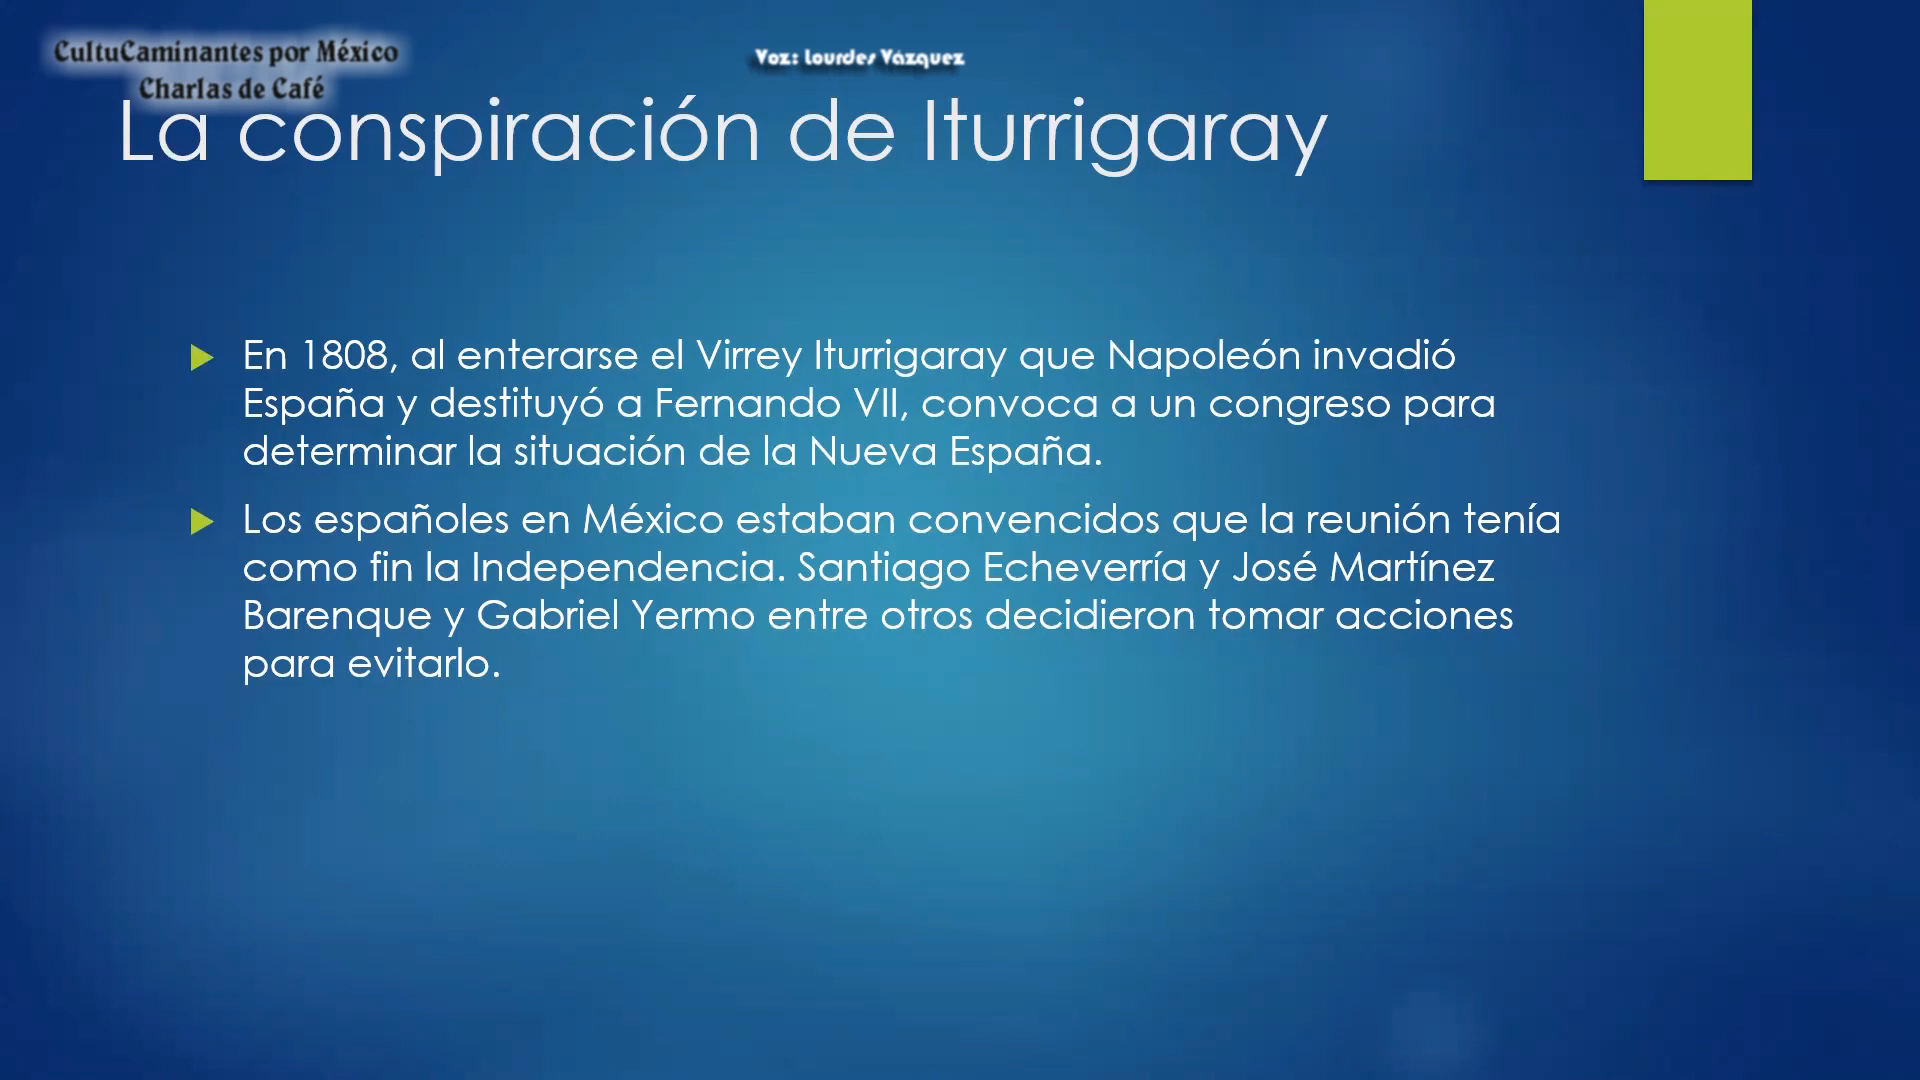 CultuCaminantes por México
Charlas de Café
Voz: Lourdes Vázquez
La conspiración de Iturrigaray
En 1808, al enterarse el Virrey Iturrigaray que Napoleón invadió
España y destituyó a Fernando VII, convoca a un congreso para
determinar la situación de la Nueva España.
Los españoles en México estaban convencidos que la reunión tenía
como fin la Independencia. Santiago Echeverría y José Martínez
Barenque y Gabriel Yermo entre otros decidieron tomar acciones
para evitarlo.